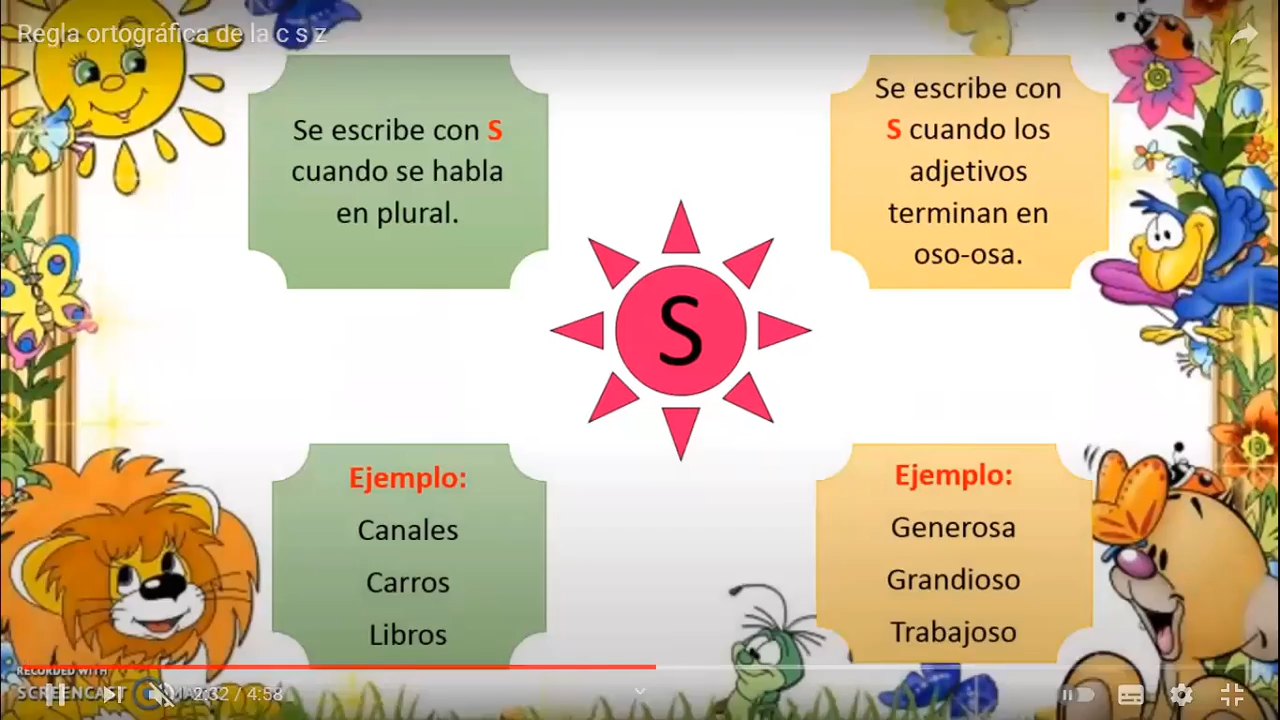 Regla ortográfica de la c s z
Se escribe con S
cuando se habla
en plural.
Se escribe con
S cuando los
adjetivos
terminan en
oso-osa.
S
Ejemplo:
Canales
Carros
Libros
Ejemplo:
Generosa
Grandioso
Trabajoso
RECORDED WITH
2:32 / 4:58